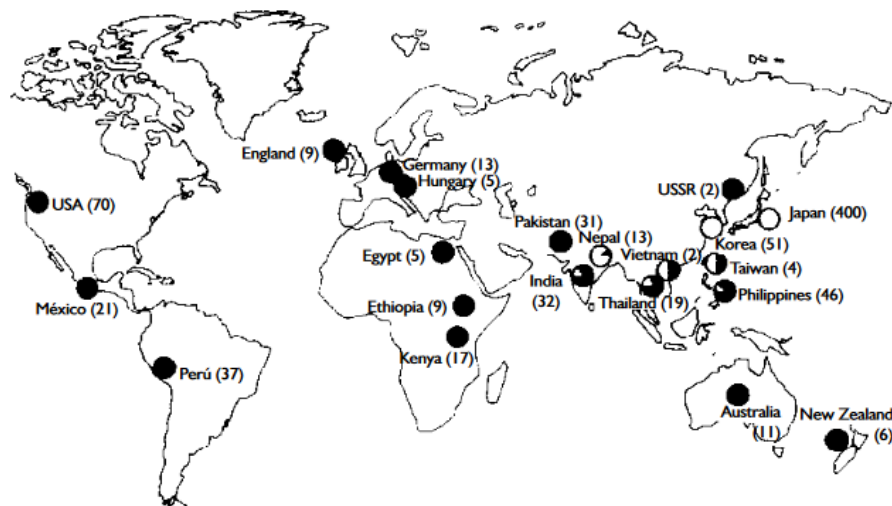 England (9)
Germany (13)
Hungary (5)
USSR (2)
USA (70)
Japan (400)
Pakistan (31)
Nepal (13)
Korea (51)
Egypt (5)
Vietnam (2)
Taiwan (4)
India
(32)
Thailand (19)
Philippines (46)
México (21)
Ethiopia (9)
Kenya (17)
Perú (37)
Australia
(11)
New Zealand
(6)